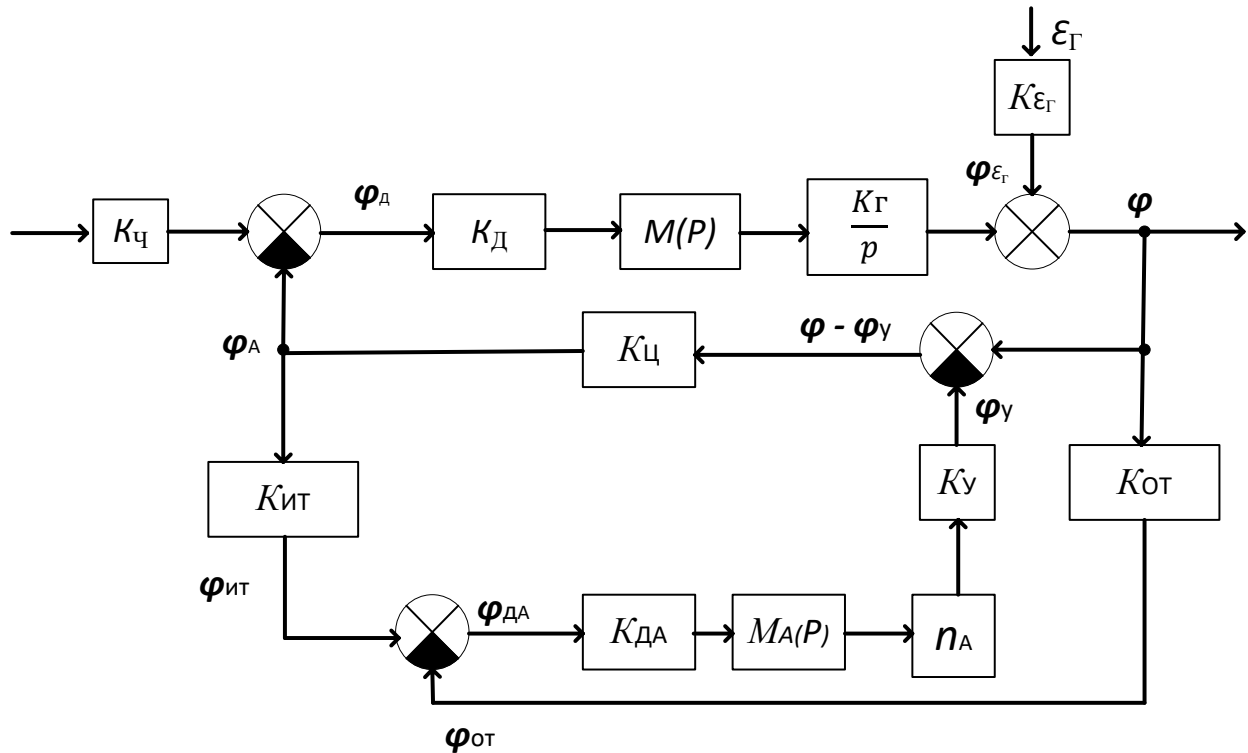 εГ
KεГ
φεг
φд
φ
KЧ
KД
M(P)
Kг
p
φ - φу
φА
KЦ
φу
KУ
KОТ
KИТ
φит
φДА
KДА
MA(P)
nА
φОТ